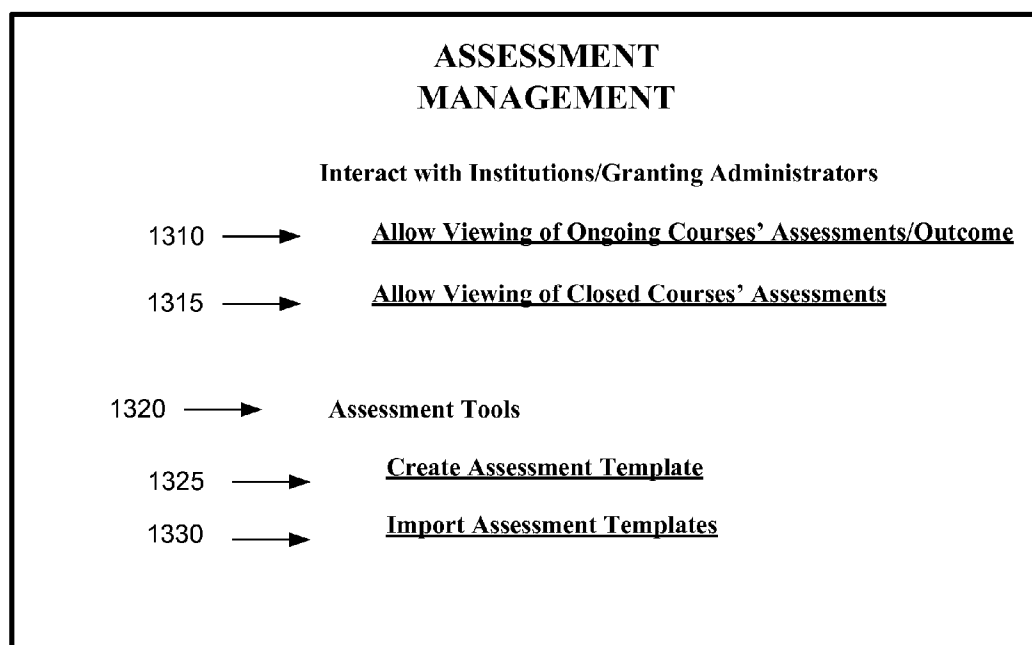 ASSESSMENT
MANAGEMENT
Interact with Institutions/Granting Administrators
1310 Allow Viewing of Ongoing Courses’ Assessments/Outcome
1315 Allow Viewing of Closed Courses’ Assessments
1320 Assessment Tools
1325 Create Assessment Template
1330 Import Assessment Templates